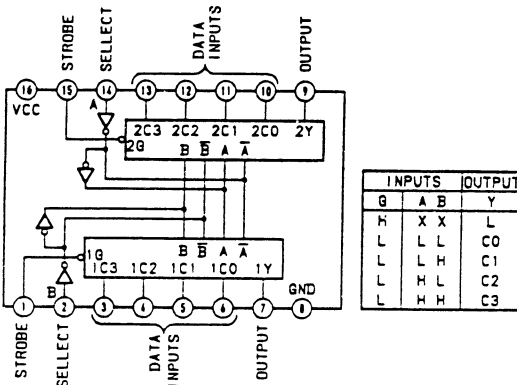 STROBE
SELLECT
DATA INPUTS
OUTPUT
16 15 14 13 12 11 10 9
VCC
A
2C3 2C2 2C1 2C0 2Y
2G
B B̅ A A̅
B B̅ A A̅
1G
1C3 1C2 1C1 1C0 1Y
B
GND
1 2 3 4 5 6 7 8
STROBE
SELLECT
DATA INPUTS
OUTPUT
INPUTS OUTPUT
G A B Y
H X X L
L L L C0
L L H C1
L H L C2
L H H C3